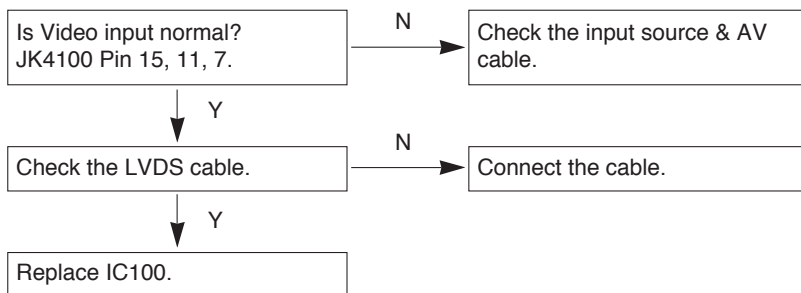 Is Video input normal?
JK4100 Pin 15, 11, 7.
N
Check the input source & AV
cable.
Y
Check the LVDS cable.
N
Connect the cable.
Y
Replace IC100.